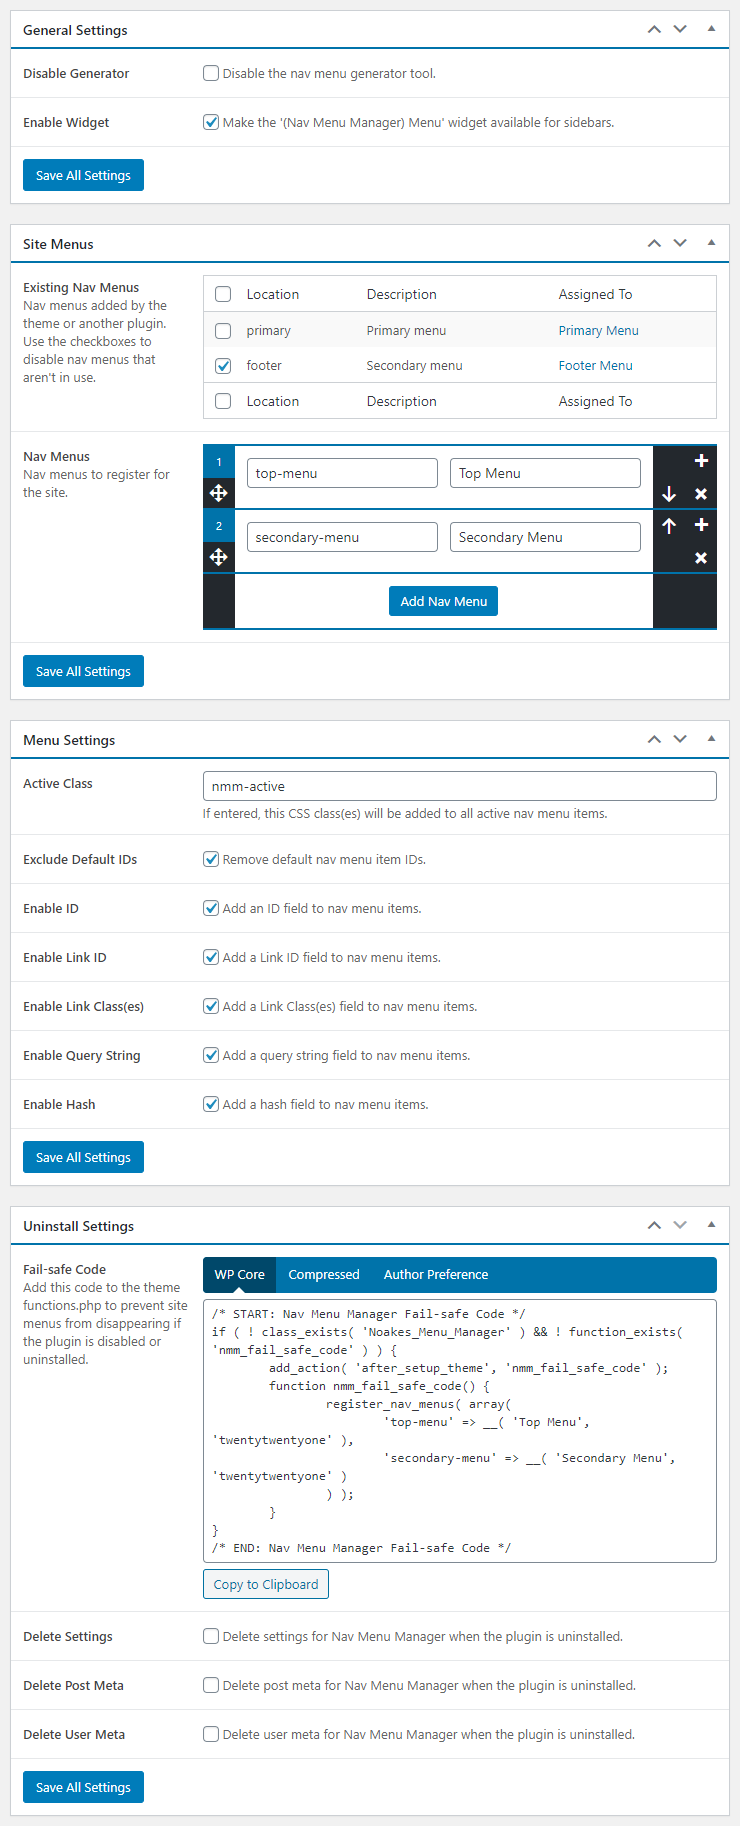 General Settings
Disable Generator
Disable the nav menu generator tool.
Enable Widget
Make the '(Nav Menu Manager) Menu' widget available for sidebars.
Save All Settings
Site Menus
Existing Nav Menus
Nav menus added by the
theme or another plugin.
Use the checkboxes to
disable nav menus that
aren't in use.
Location Description Assigned To
primary Primary menu Primary Menu
footer Secondary menu Footer Menu
Location Description Assigned To
Nav Menus
Nav menus to register for
the site.
1 top-menu Top Menu
2 secondary-menu Secondary Menu
Add Nav Menu
Save All Settings
Menu Settings
Active Class
nmm-active
If entered, this CSS class(es) will be added to all active nav menu items.
Exclude Default IDs
Remove default nav menu item IDs.
Enable ID
Add an ID field to nav menu items.
Enable Link ID
Add a Link ID field to nav menu items.
Enable Link Class(es)
Add a Link Class(es) field to nav menu items.
Enable Query String
Add a query string field to nav menu items.
Enable Hash
Add a hash field to nav menu items.
Save All Settings
Uninstall Settings
Fail-safe Code
Add this code to the theme
functions.php to prevent site
menus from disappearing if
the plugin is disabled or
uninstalled.
WP Core Compressed Author Preference
/* START: Nav Menu Manager Fail-safe Code */
if ( ! class_exists( 'Noakes_Menu_Manager' ) && ! function_exists(
'nmm_fail_safe_code' ) ) {
add_action( 'after_setup_theme', 'nmm_fail_safe_code' );
function nmm_fail_safe_code() {
register_nav_menus( array(
'top-menu' => __( 'Top Menu',
'twentytwentyone' ),
'secondary-menu' => __( 'Secondary Menu',
'twentytwentyone' )
) );
}
}
/* END: Nav Menu Manager Fail-safe Code */
Copy to Clipboard
Delete Settings
Delete settings for Nav Menu Manager when the plugin is uninstalled.
Delete Post Meta
Delete post meta for Nav Menu Manager when the plugin is uninstalled.
Delete User Meta
Delete user meta for Nav Menu Manager when the plugin is uninstalled.
Save All Settings